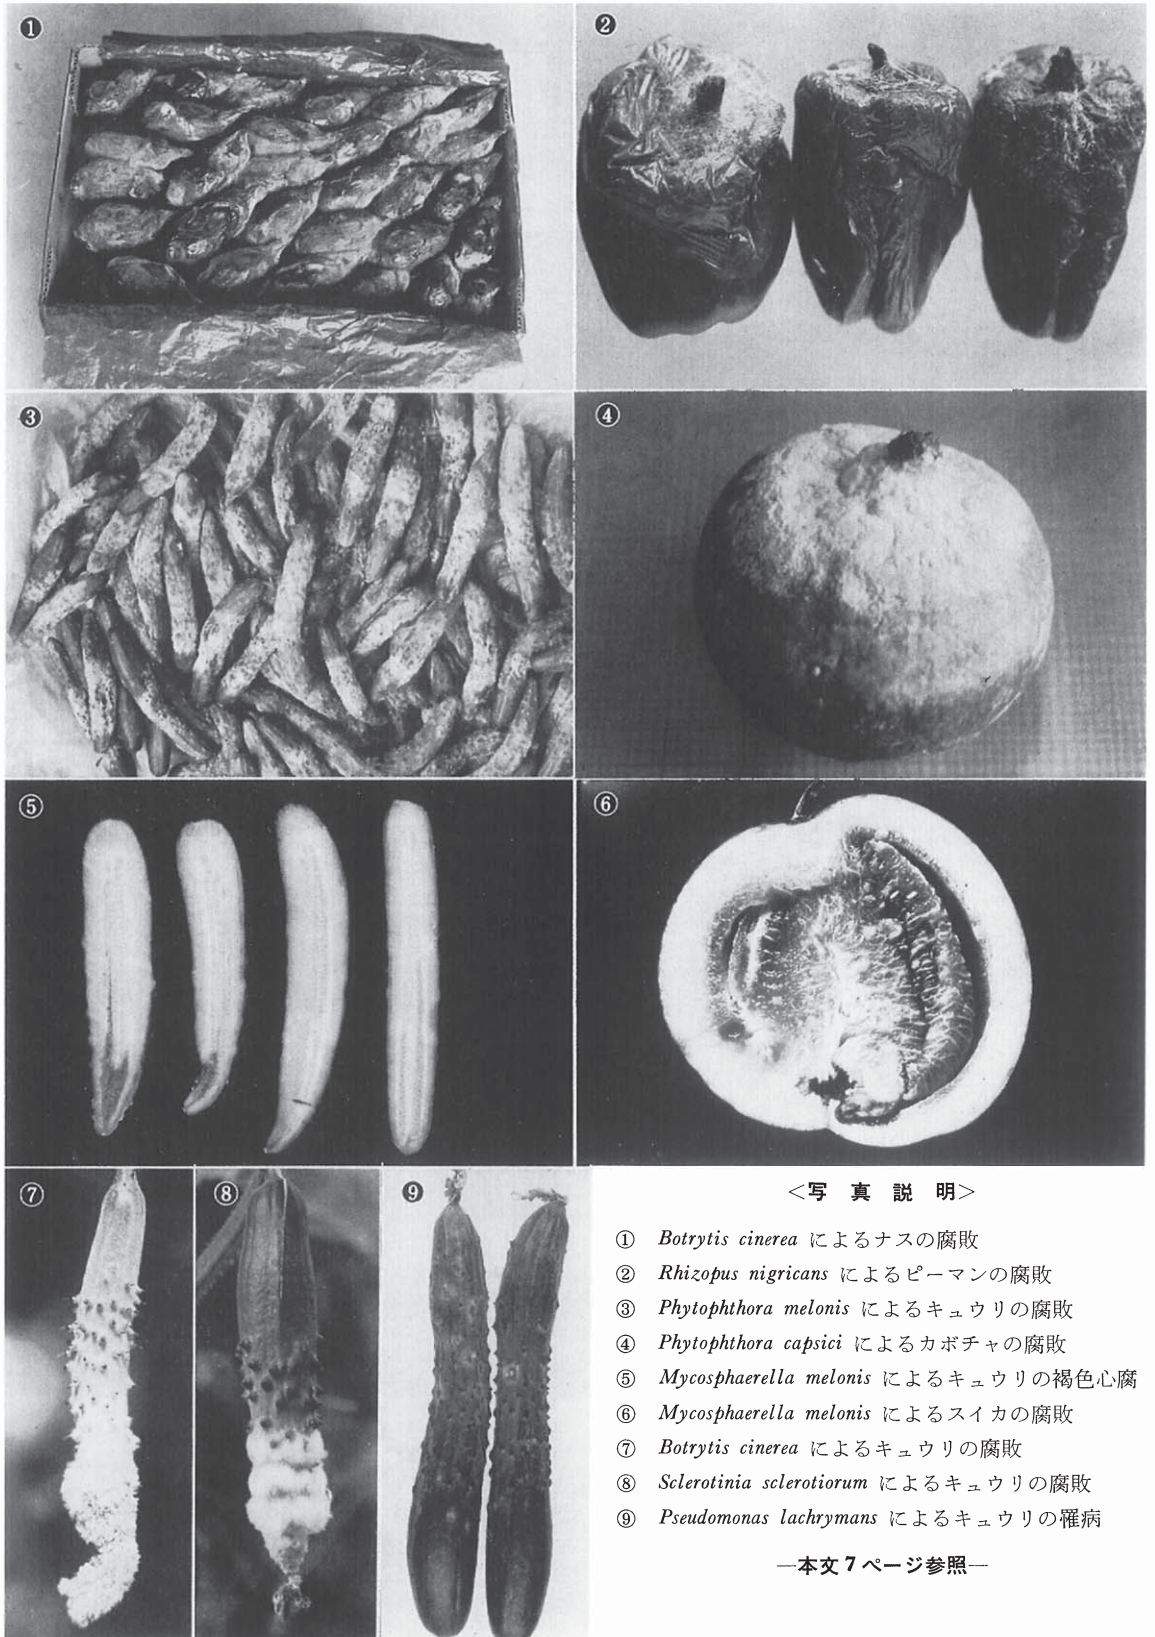 ①
②
③
④
⑤
⑥
⑦
⑧
⑨
＜写 真 説 明＞
① Botrytis cinerea によるナスの腐敗
② Rhizopus nigricans によるピーマンの腐敗
③ Phytophthora melonis によるキュウリの腐敗
④ Phytophthora capsici によるカボチャの腐敗
⑤ Mycosphaerella melonis によるキュウリの褐色心腐
⑥ Mycosphaerella melonis によるスイカの腐敗
⑦ Botrytis cinerea によるキュウリの腐敗
⑧ Sclerotinia sclerotiorum によるキュウリの腐敗
⑨ Pseudomonas lachrymans によるキュウリの罹病
―本文7ページ参照―